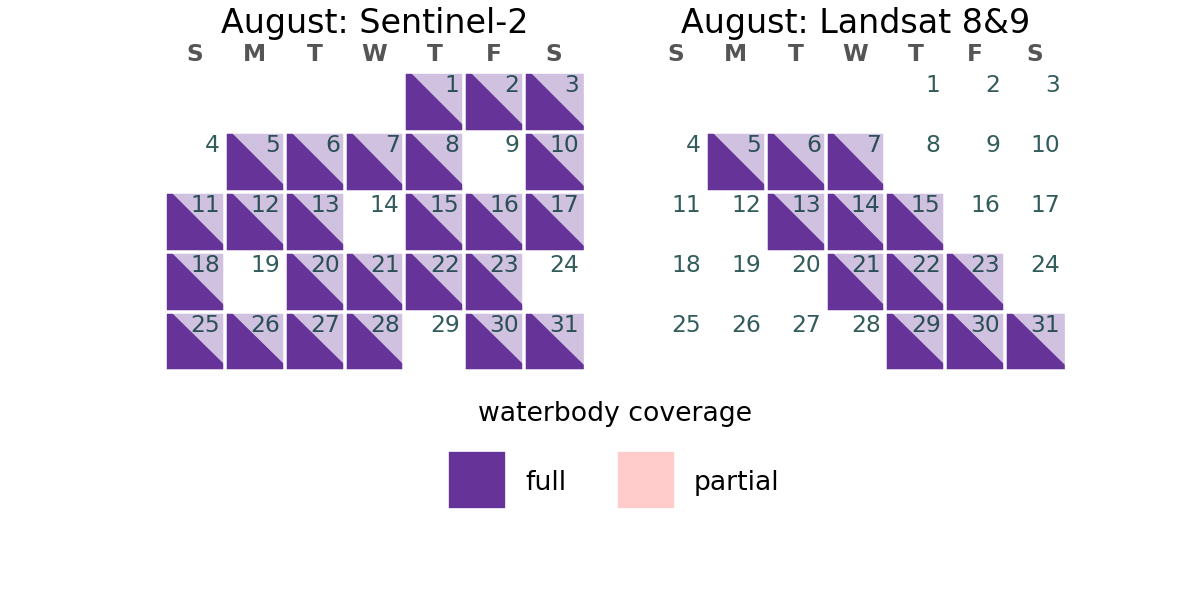 August: Sentinel-2
S M T W T F S
1 2 3
4 5 6 7 8 9 10
11 12 13 14 15 16 17
18 19 20 21 22 23 24
25 26 27 28 29 30 31
August: Landsat 8&9
S M T W T F S
1 2 3
4 5 6 7 8 9 10
11 12 13 14 15 16 17
18 19 20 21 22 23 24
25 26 27 28 29 30 31
waterbody coverage
full partial